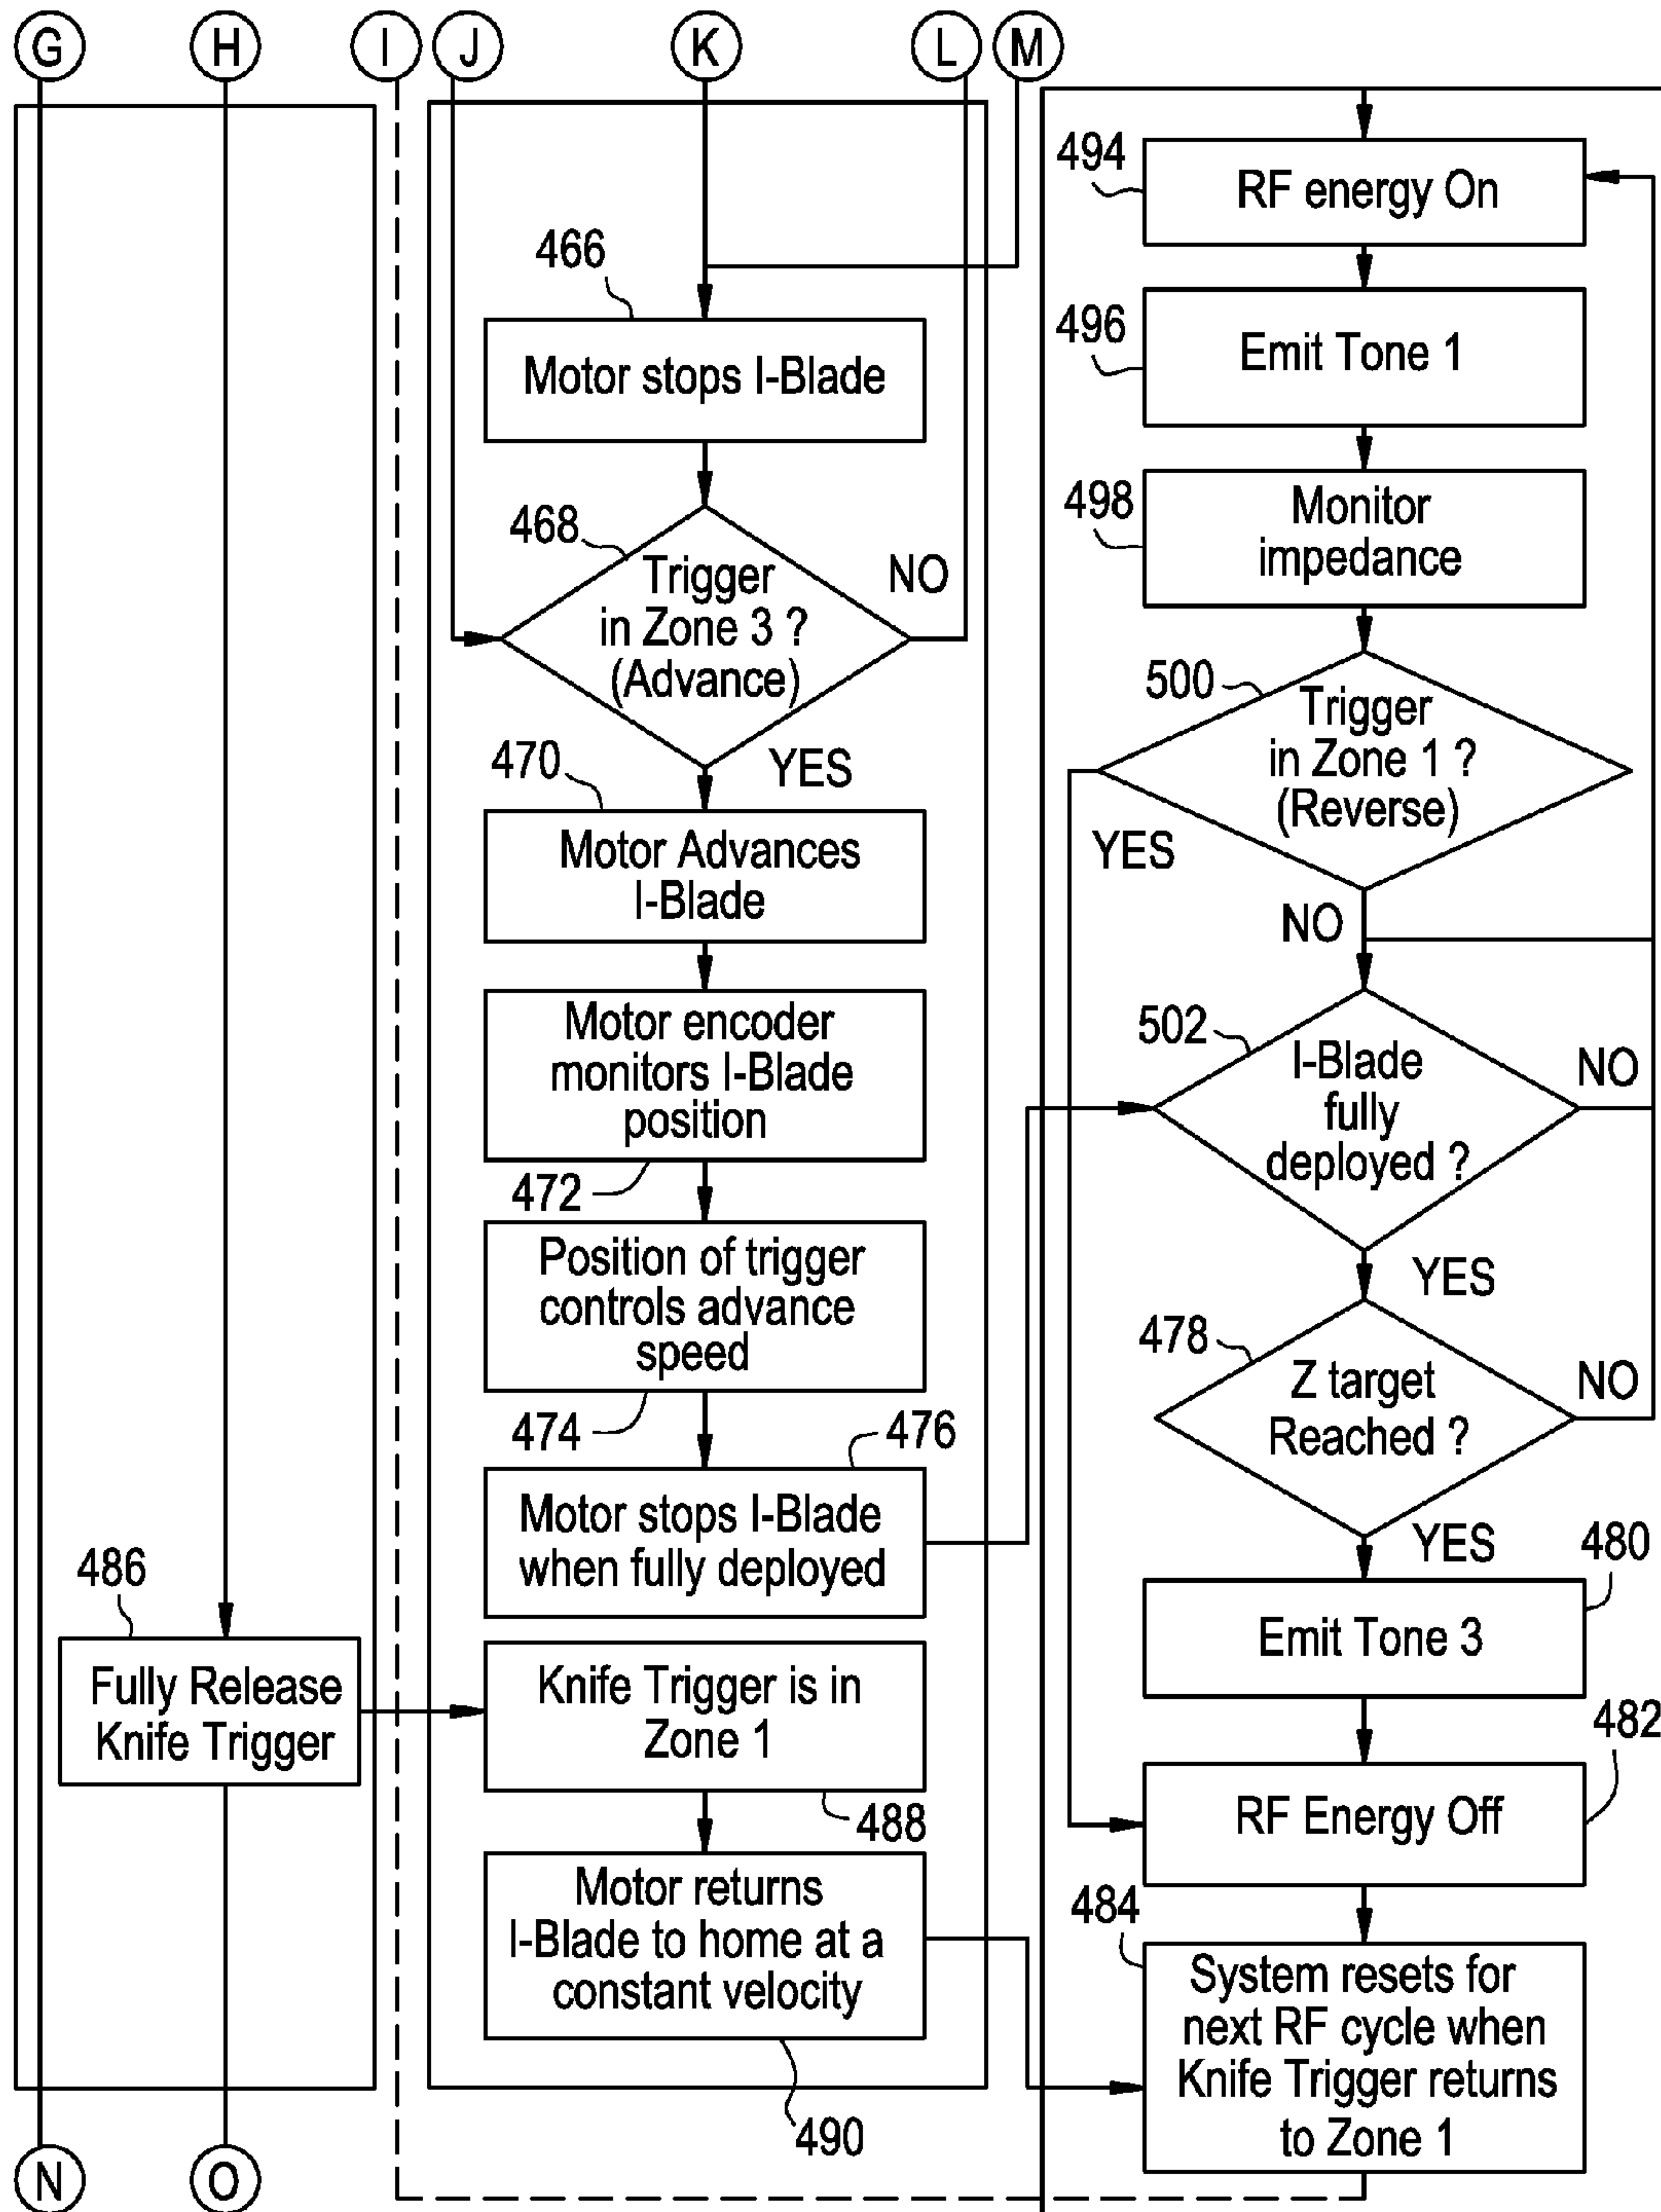 G
H
I
J
K
L
M
466
Motor stops I-Blade
468
Trigger
in Zone 3 ?
(Advance)
NO
YES
470
Motor Advances
I-Blade
Motor encoder
monitors I-Blade
position
472
Position of trigger
controls advance
speed
474
476
Motor stops I-Blade
when fully deployed
486
Fully Release
Knife Trigger
Knife Trigger is in
Zone 1
488
Motor returns
I-Blade to home at a
constant velocity
490
494
RF energy On
496
Emit Tone 1
498
Monitor
impedance
500
Trigger
in Zone 1 ?
(Reverse)
YES
NO
502
I-Blade
fully
deployed ?
NO
YES
478
Z target
Reached ?
NO
YES
480
Emit Tone 3
482
RF Energy Off
484
System resets for
next RF cycle when
Knife Trigger returns
to Zone 1
N
O